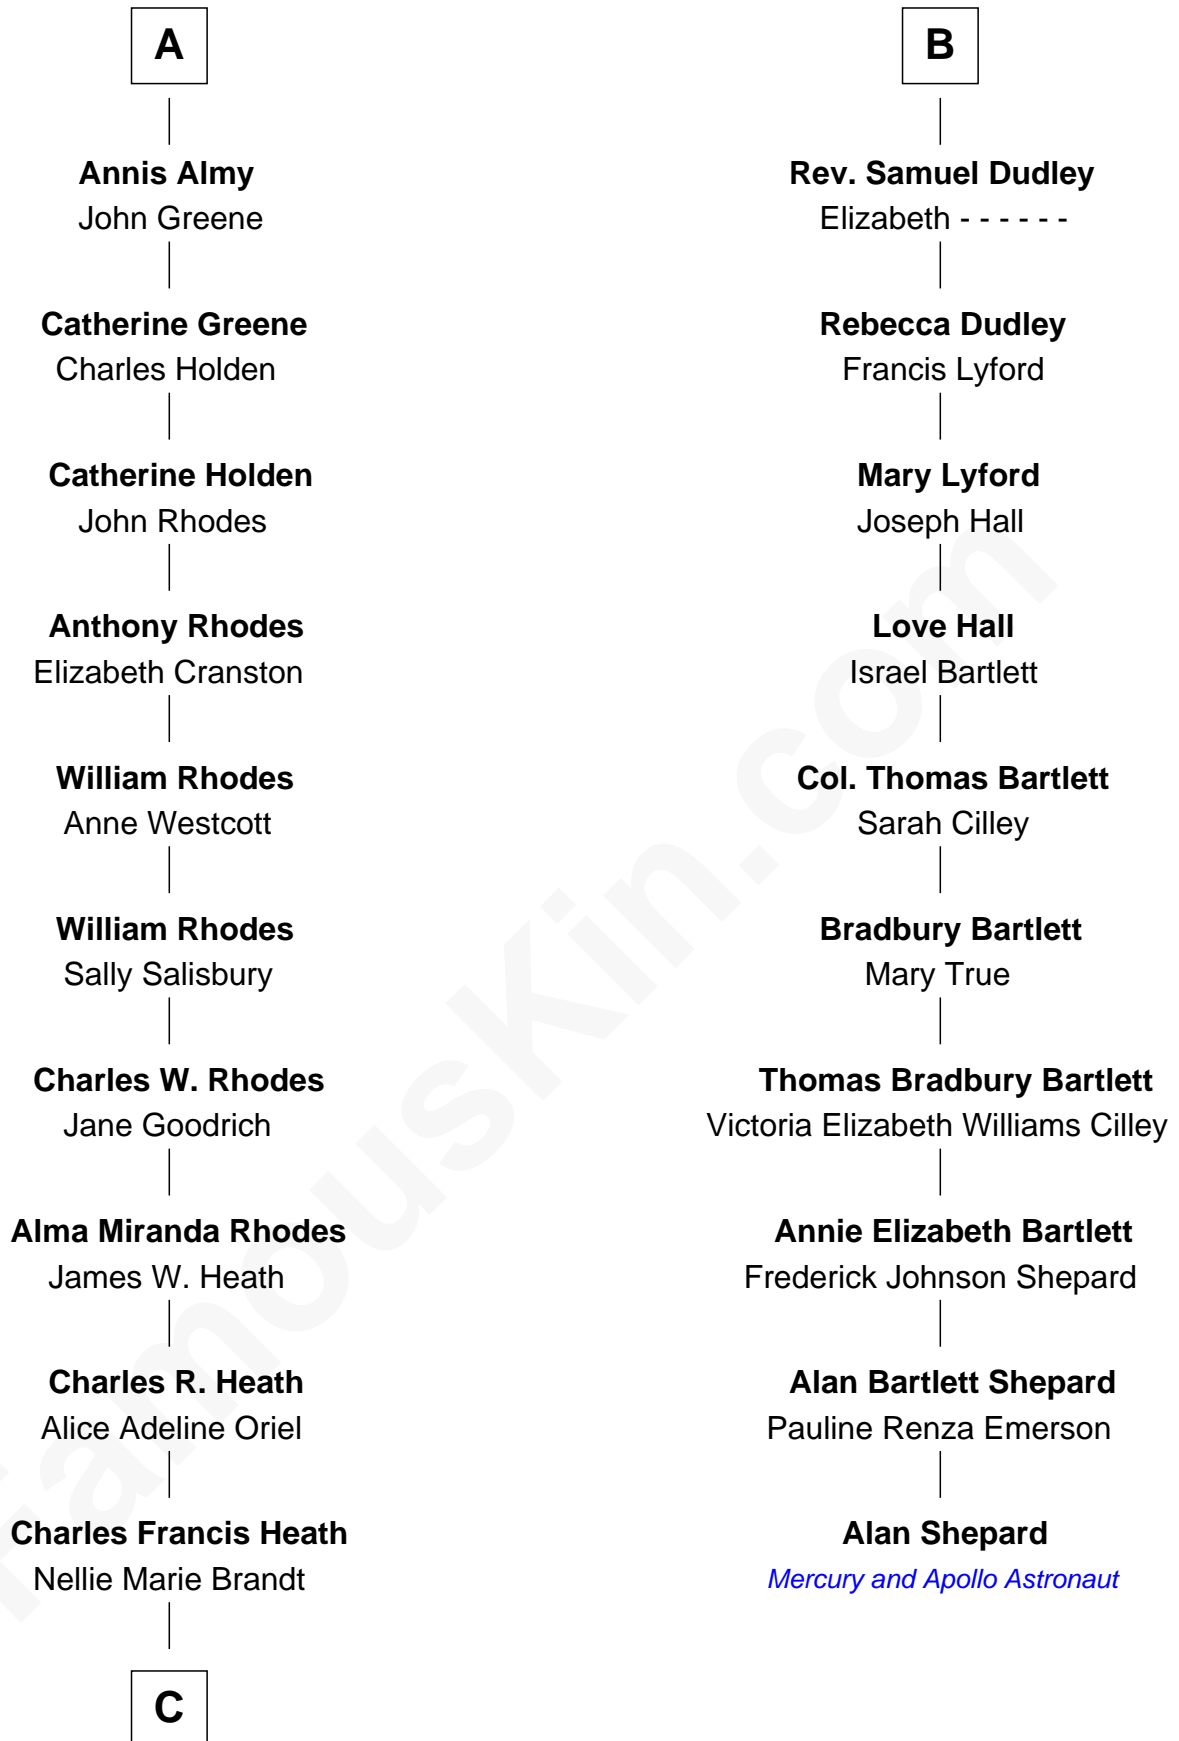 A
Annis Almy
John Greene
Catherine Greene
Charles Holden
Catherine Holden
John Rhodes
Anthony Rhodes
Elizabeth Cranston
William Rhodes
Anne Westcott
William Rhodes
Sally Salisbury
Charles W. Rhodes
Jane Goodrich
Alma Miranda Rhodes
James W. Heath
Charles R. Heath
Alice Adeline Oriel
Charles Francis Heath
Nellie Marie Brandt
C
B
Rev. Samuel Dudley
Elizabeth - - - - - -
Rebecca Dudley
Francis Lyford
Mary Lyford
Joseph Hall
Love Hall
Israel Bartlett
Col. Thomas Bartlett
Sarah Cilley
Bradbury Bartlett
Mary True
Thomas Bradbury Bartlett
Victoria Elizabeth Williams Cilley
Annie Elizabeth Bartlett
Frederick Johnson Shepard
Alan Bartlett Shepard
Pauline Renza Emerson
Alan Shepard
Mercury and Apollo Astronaut
FamousKin.com